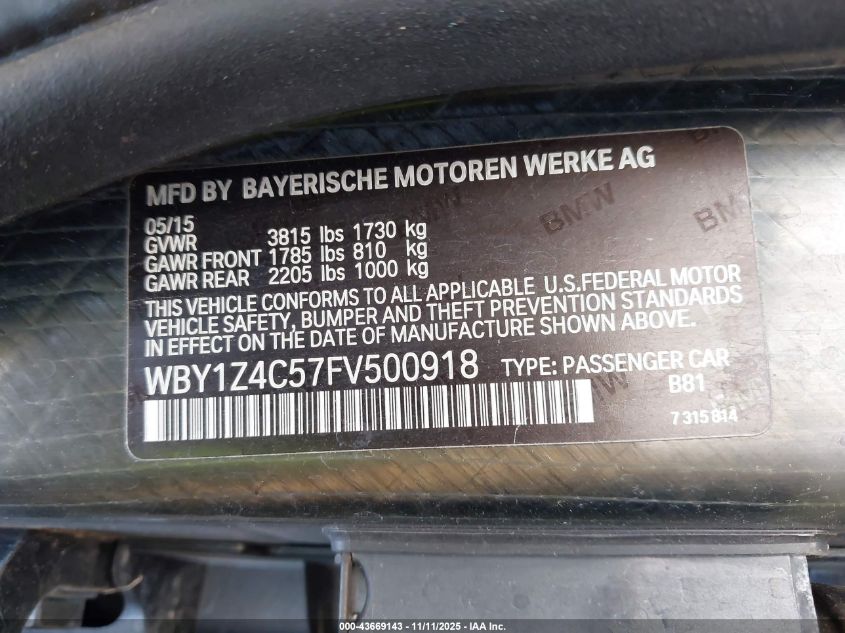 MFD BY BAYERISCHE MOTOREN WERKE AG
05/15
GVWR 3815 lbs 1730 kg
GAWR FRONT 1785 lbs 810 kg
GAWR REAR 2205 lbs 1000 kg
THIS VEHICLE CONFORMS TO ALL APPLICABLE U.S.FEDERAL MOTOR
VEHICLE SAFETY, BUMPER AND THEFT PREVENTION STANDARDS
IN EFFECT ON THE DATE OF MANUFACTURE SHOWN ABOVE.
WBY1Z4C57FV500918 TYPE: PASSENGER CAR
B81
7 315 814
BMW
000-43669143 - 11/11/2025 - IAA Inc.